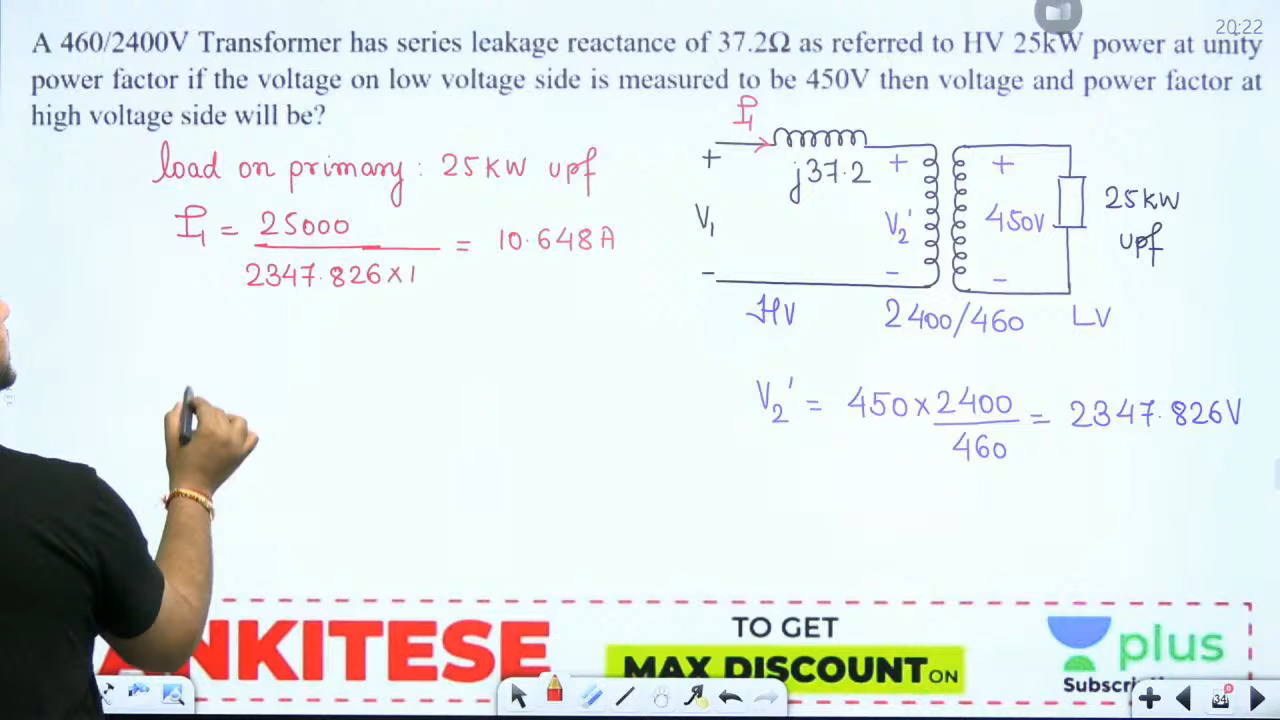 20:22
A 460/2400V Transformer has series leakage reactance of 37.2Ω as referred to HV 25kW power at unity
power factor if the voltage on low voltage side is measured to be 450V then voltage and power factor at
high voltage side will be?
load on primary : 25KW upf
I₁ = 25000 / 2347.826 × 1 = 10.648A
I₁
+ j37.2 + +
V₁ V₂' 450V 25kW upf
- - -
HV 2400/460 LV
V₂' = 450 × 2400 / 460 = 2347.826V
NKITESE
TO GET
MAX DISCOUNT ON
plus
34